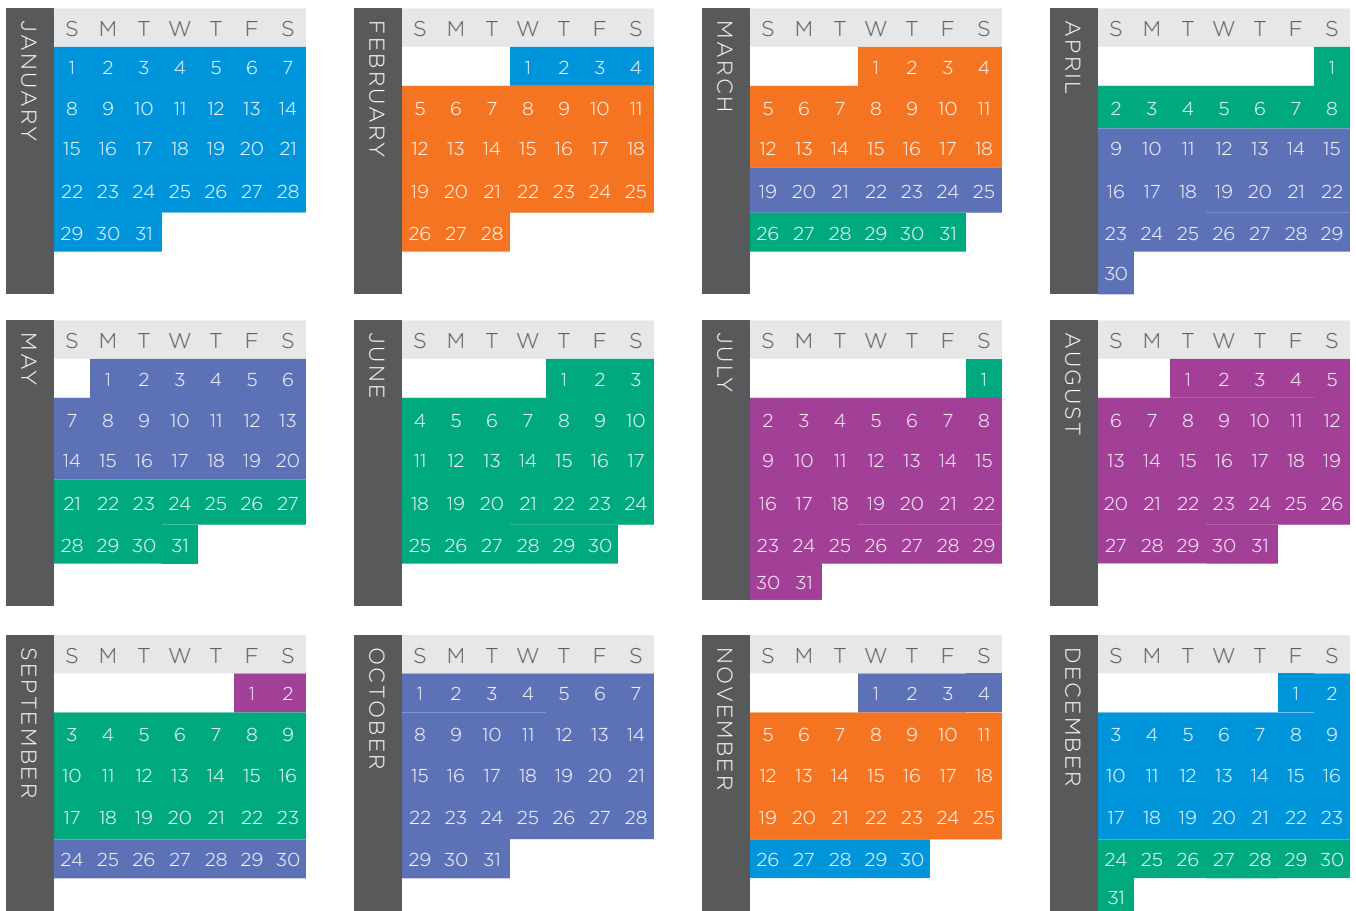 JANUARY
S M T W T F S
1 2 3 4 5 6 7
8 9 10 11 12 13 14
15 16 17 18 19 20 21
22 23 24 25 26 27 28
29 30 31
FEBRUARY
S M T W T F S
1 2 3 4
5 6 7 8 9 10 11
12 13 14 15 16 17 18
19 20 21 22 23 24 25
26 27 28
MARCH
S M T W T F S
1 2 3 4
5 6 7 8 9 10 11
12 13 14 15 16 17 18
19 20 21 22 23 24 25
26 27 28 29 30 31
APRIL
S M T W T F S
1
2 3 4 5 6 7 8
9 10 11 12 13 14 15
16 17 18 19 20 21 22
23 24 25 26 27 28 29
30
MAY
S M T W T F S
1 2 3 4 5 6
7 8 9 10 11 12 13
14 15 16 17 18 19 20
21 22 23 24 25 26 27
28 29 30 31
JUNE
S M T W T F S
1 2 3
4 5 6 7 8 9 10
11 12 13 14 15 16 17
18 19 20 21 22 23 24
25 26 27 28 29 30
JULY
S M T W T F S
1
2 3 4 5 6 7 8
9 10 11 12 13 14 15
16 17 18 19 20 21 22
23 24 25 26 27 28 29
30 31
AUGUST
S M T W T F S
1 2 3 4 5
6 7 8 9 10 11 12
13 14 15 16 17 18 19
20 21 22 23 24 25 26
27 28 29 30 31
SEPTEMBER
S M T W T F S
1 2
3 4 5 6 7 8 9
10 11 12 13 14 15 16
17 18 19 20 21 22 23
24 25 26 27 28 29 30
OCTOBER
S M T W T F S
1 2 3 4 5 6 7
8 9 10 11 12 13 14
15 16 17 18 19 20 21
22 23 24 25 26 27 28
29 30 31
NOVEMBER
S M T W T F S
1 2 3 4
5 6 7 8 9 10 11
12 13 14 15 16 17 18
19 20 21 22 23 24 25
26 27 28 29 30
DECEMBER
S M T W T F S
1 2
3 4 5 6 7 8 9
10 11 12 13 14 15 16
17 18 19 20 21 22 23
24 25 26 27 28 29 30
31